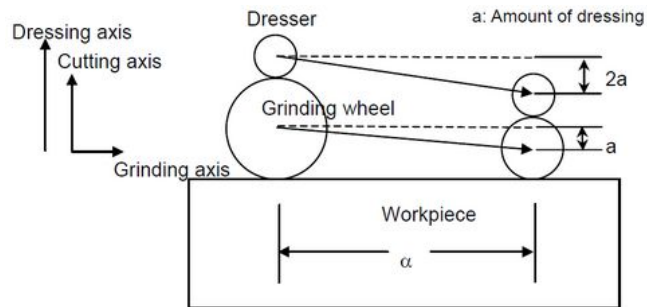 Dresser
a: Amount of dressing
Dressing axis
Cutting axis
2a
Grinding wheel
a
Grinding axis
Workpiece
α